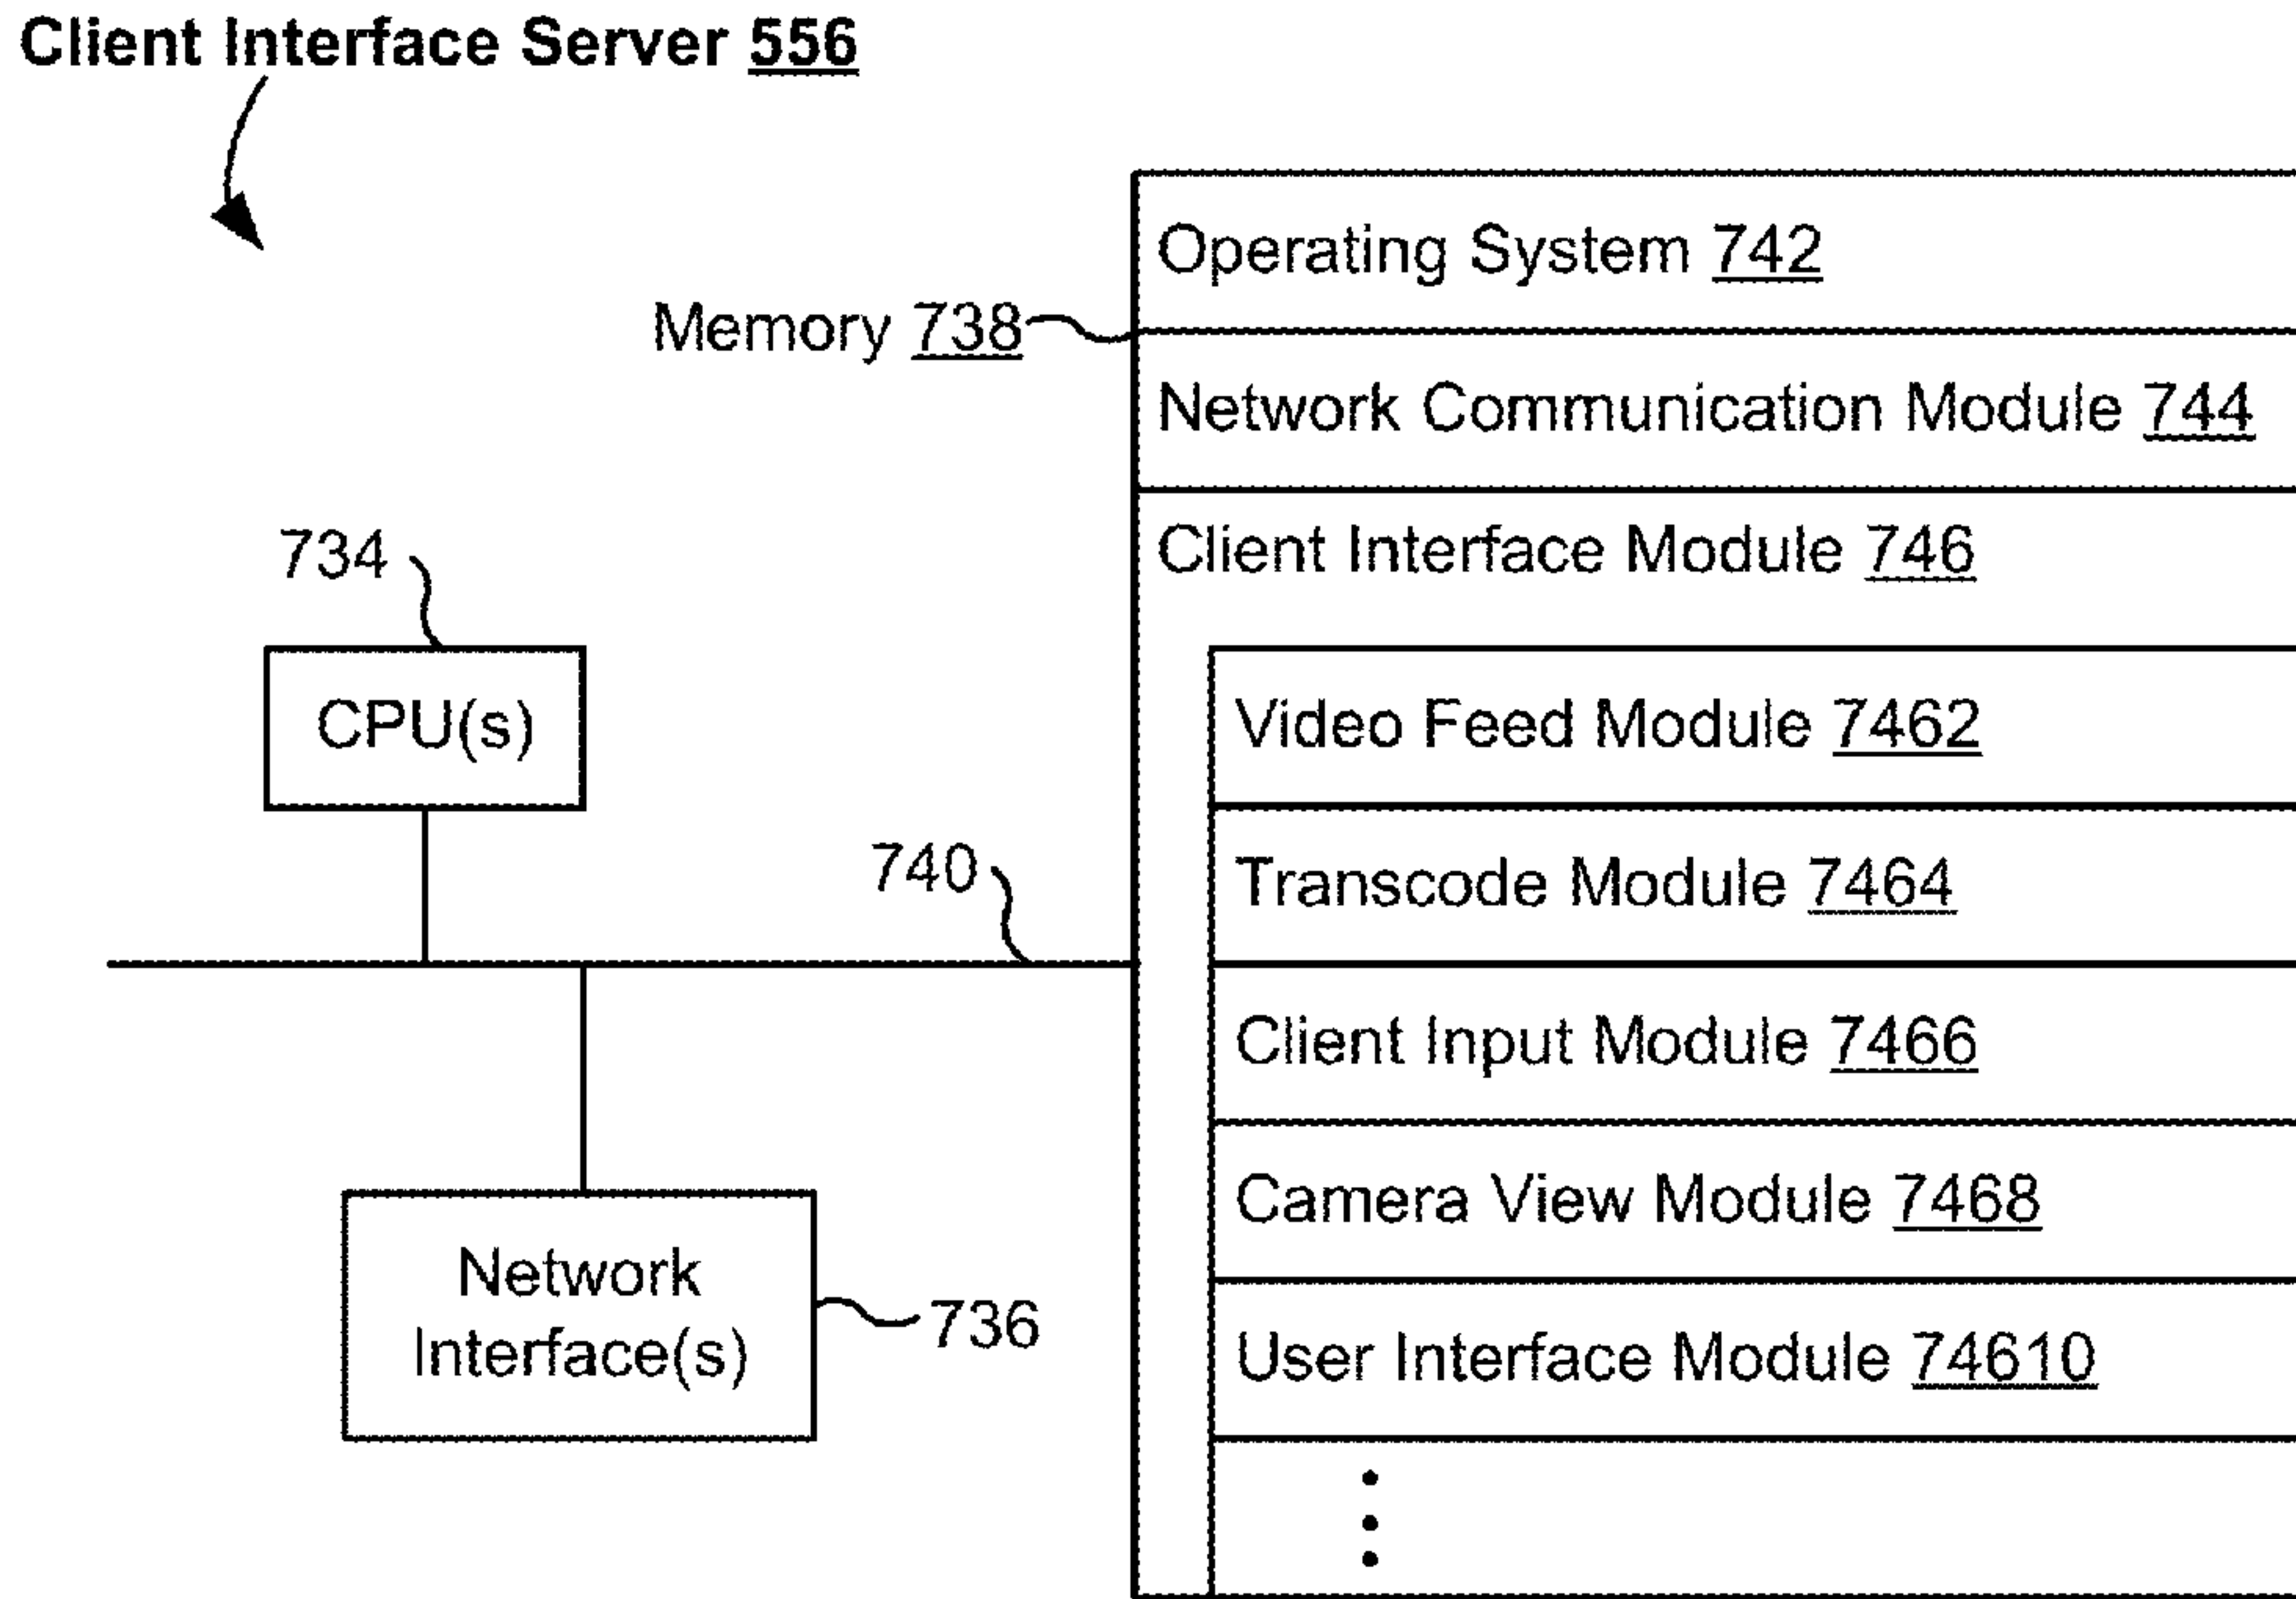 Client Interface Server 556
Operating System 742
Memory 738
Network Communication Module 744
Client Interface Module 746
734
CPU(s)
Video Feed Module 7462
740
Transcode Module 7464
Client Input Module 7466
Camera View Module 7468
Network
Interface(s)
736
User Interface Module 74610